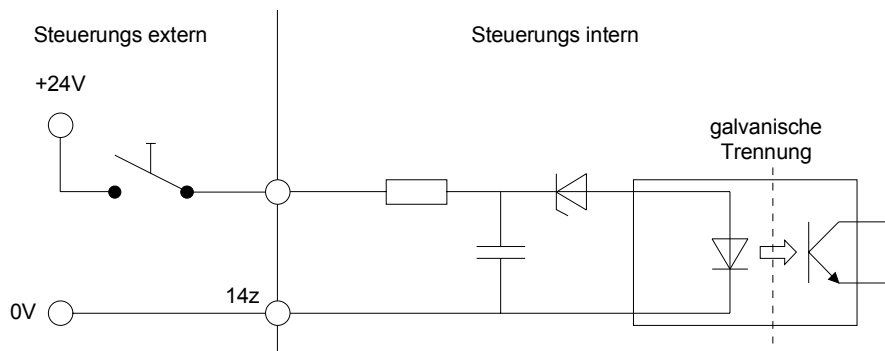 Steuerungs extern
Steuerungs intern
+24V
galvanische
Trennung
14z
0V